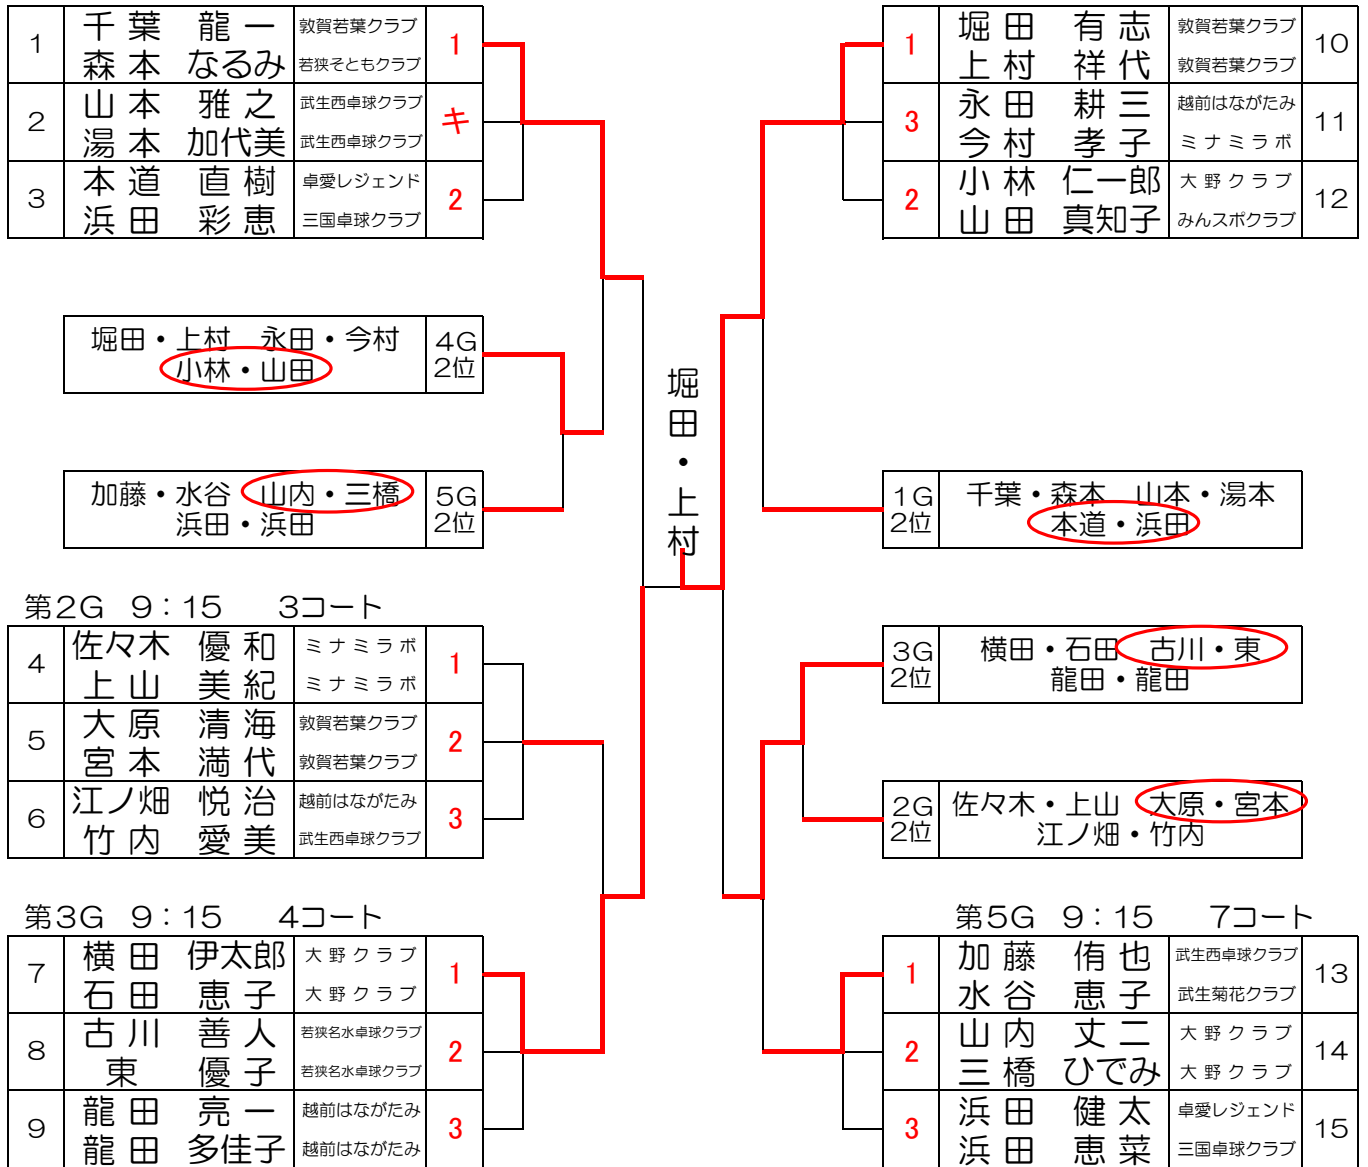 1 千葉 龍一 敦賀若葉クラブ 1
森本 なるみ 若狭そともクラブ
2 山本 雅之 武生西卓球クラブ キ
湯本 加代美 武生西卓球クラブ
3 本道 直樹 卓愛レジェンド 2
浜田 彩恵 三国卓球クラブ
堀田・上村 永田・今村 4G
小林・山田 2位
加藤・水谷 山内・三橋 5G
浜田・浜田 2位
第2G 9:15 3コート
4 佐々木 優和 ミナミラボ 1
上山 美紀 ミナミラボ
5 大原 清海 敦賀若葉クラブ 2
宮本 満代 敦賀若葉クラブ
6 江ノ畑 悦治 越前はながたみ 3
竹内 愛美 武生西卓球クラブ
第3G 9:15 4コート
7 横田 伊太郎 大野クラブ 1
石田 恵子 大野クラブ
8 古川 善人 若狭名水卓球クラブ 2
東 優子 若狭名水卓球クラブ
9 龍田 亮一 越前はながたみ 3
龍田 多佳子 越前はながたみ
堀田・上村
1 堀田 有志 敦賀若葉クラブ 10
上村 祥代 敦賀若葉クラブ
3 永田 耕三 越前はながたみ 11
今村 孝子 ミナミラボ
2 小林 仁一郎 大野クラブ 12
山田 真知子 みんスポクラブ
1G 千葉・森本 山本・湯本
2位 本道・浜田
3G 横田・石田 古川・東
2位 龍田・龍田
2G 佐々木・上山 大原・宮本
2位 江ノ畑・竹内
第5G 9:15 7コート
1 加藤 侑也 武生西卓球クラブ 13
水谷 恵子 武生菊花クラブ
2 山内 丈二 大野クラブ 14
三橋 ひでみ 大野クラブ
3 浜田 健太 卓愛レジェンド 15
浜田 恵菜 三国卓球クラブ